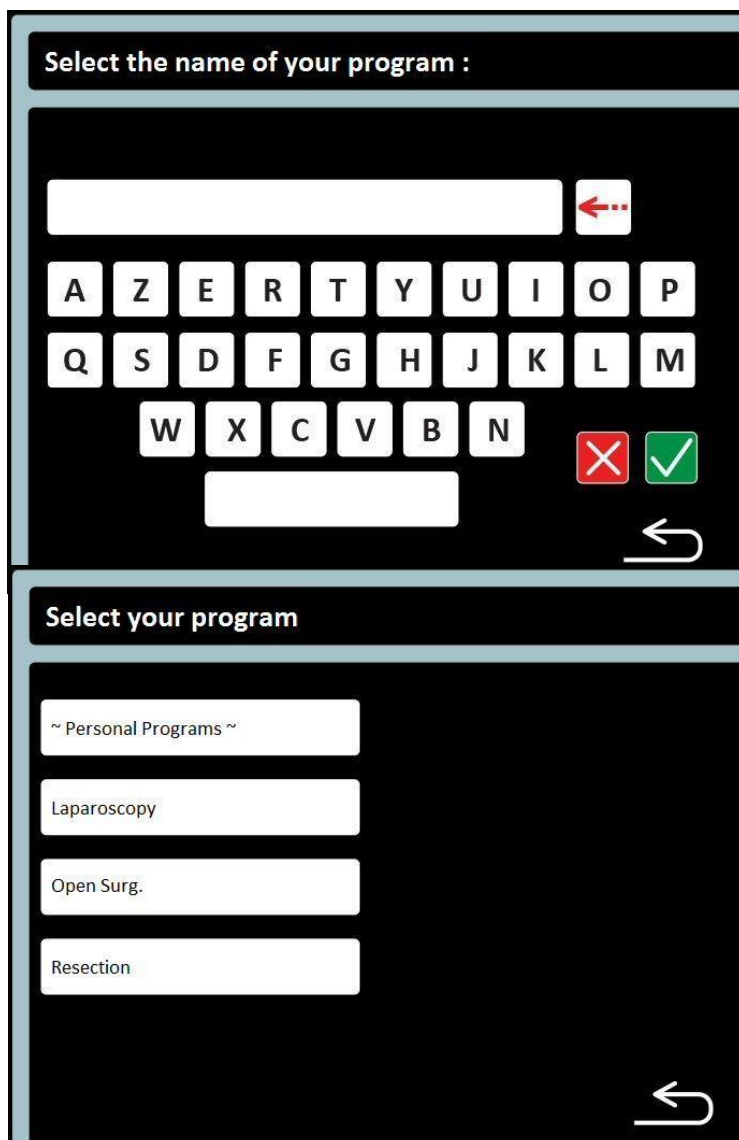 Select the name of your program :
A Z E R T Y U I O P
Q S D F G H J K L M
W X C V B N
Select your program
~ Personal Programs ~
Laparoscopy
Open Surg.
Resection